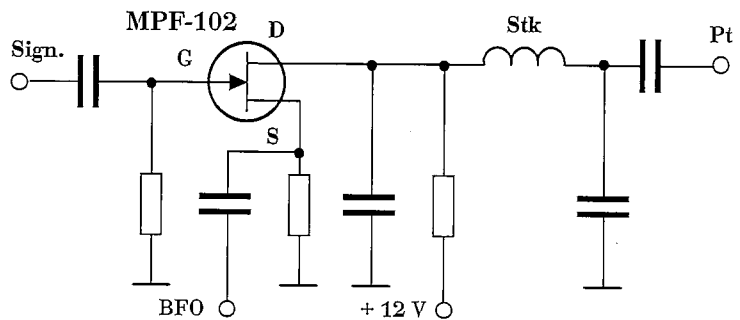 MPF-102
D
Stk
Sign.
G
Pt
S
BFO
+ 12 V